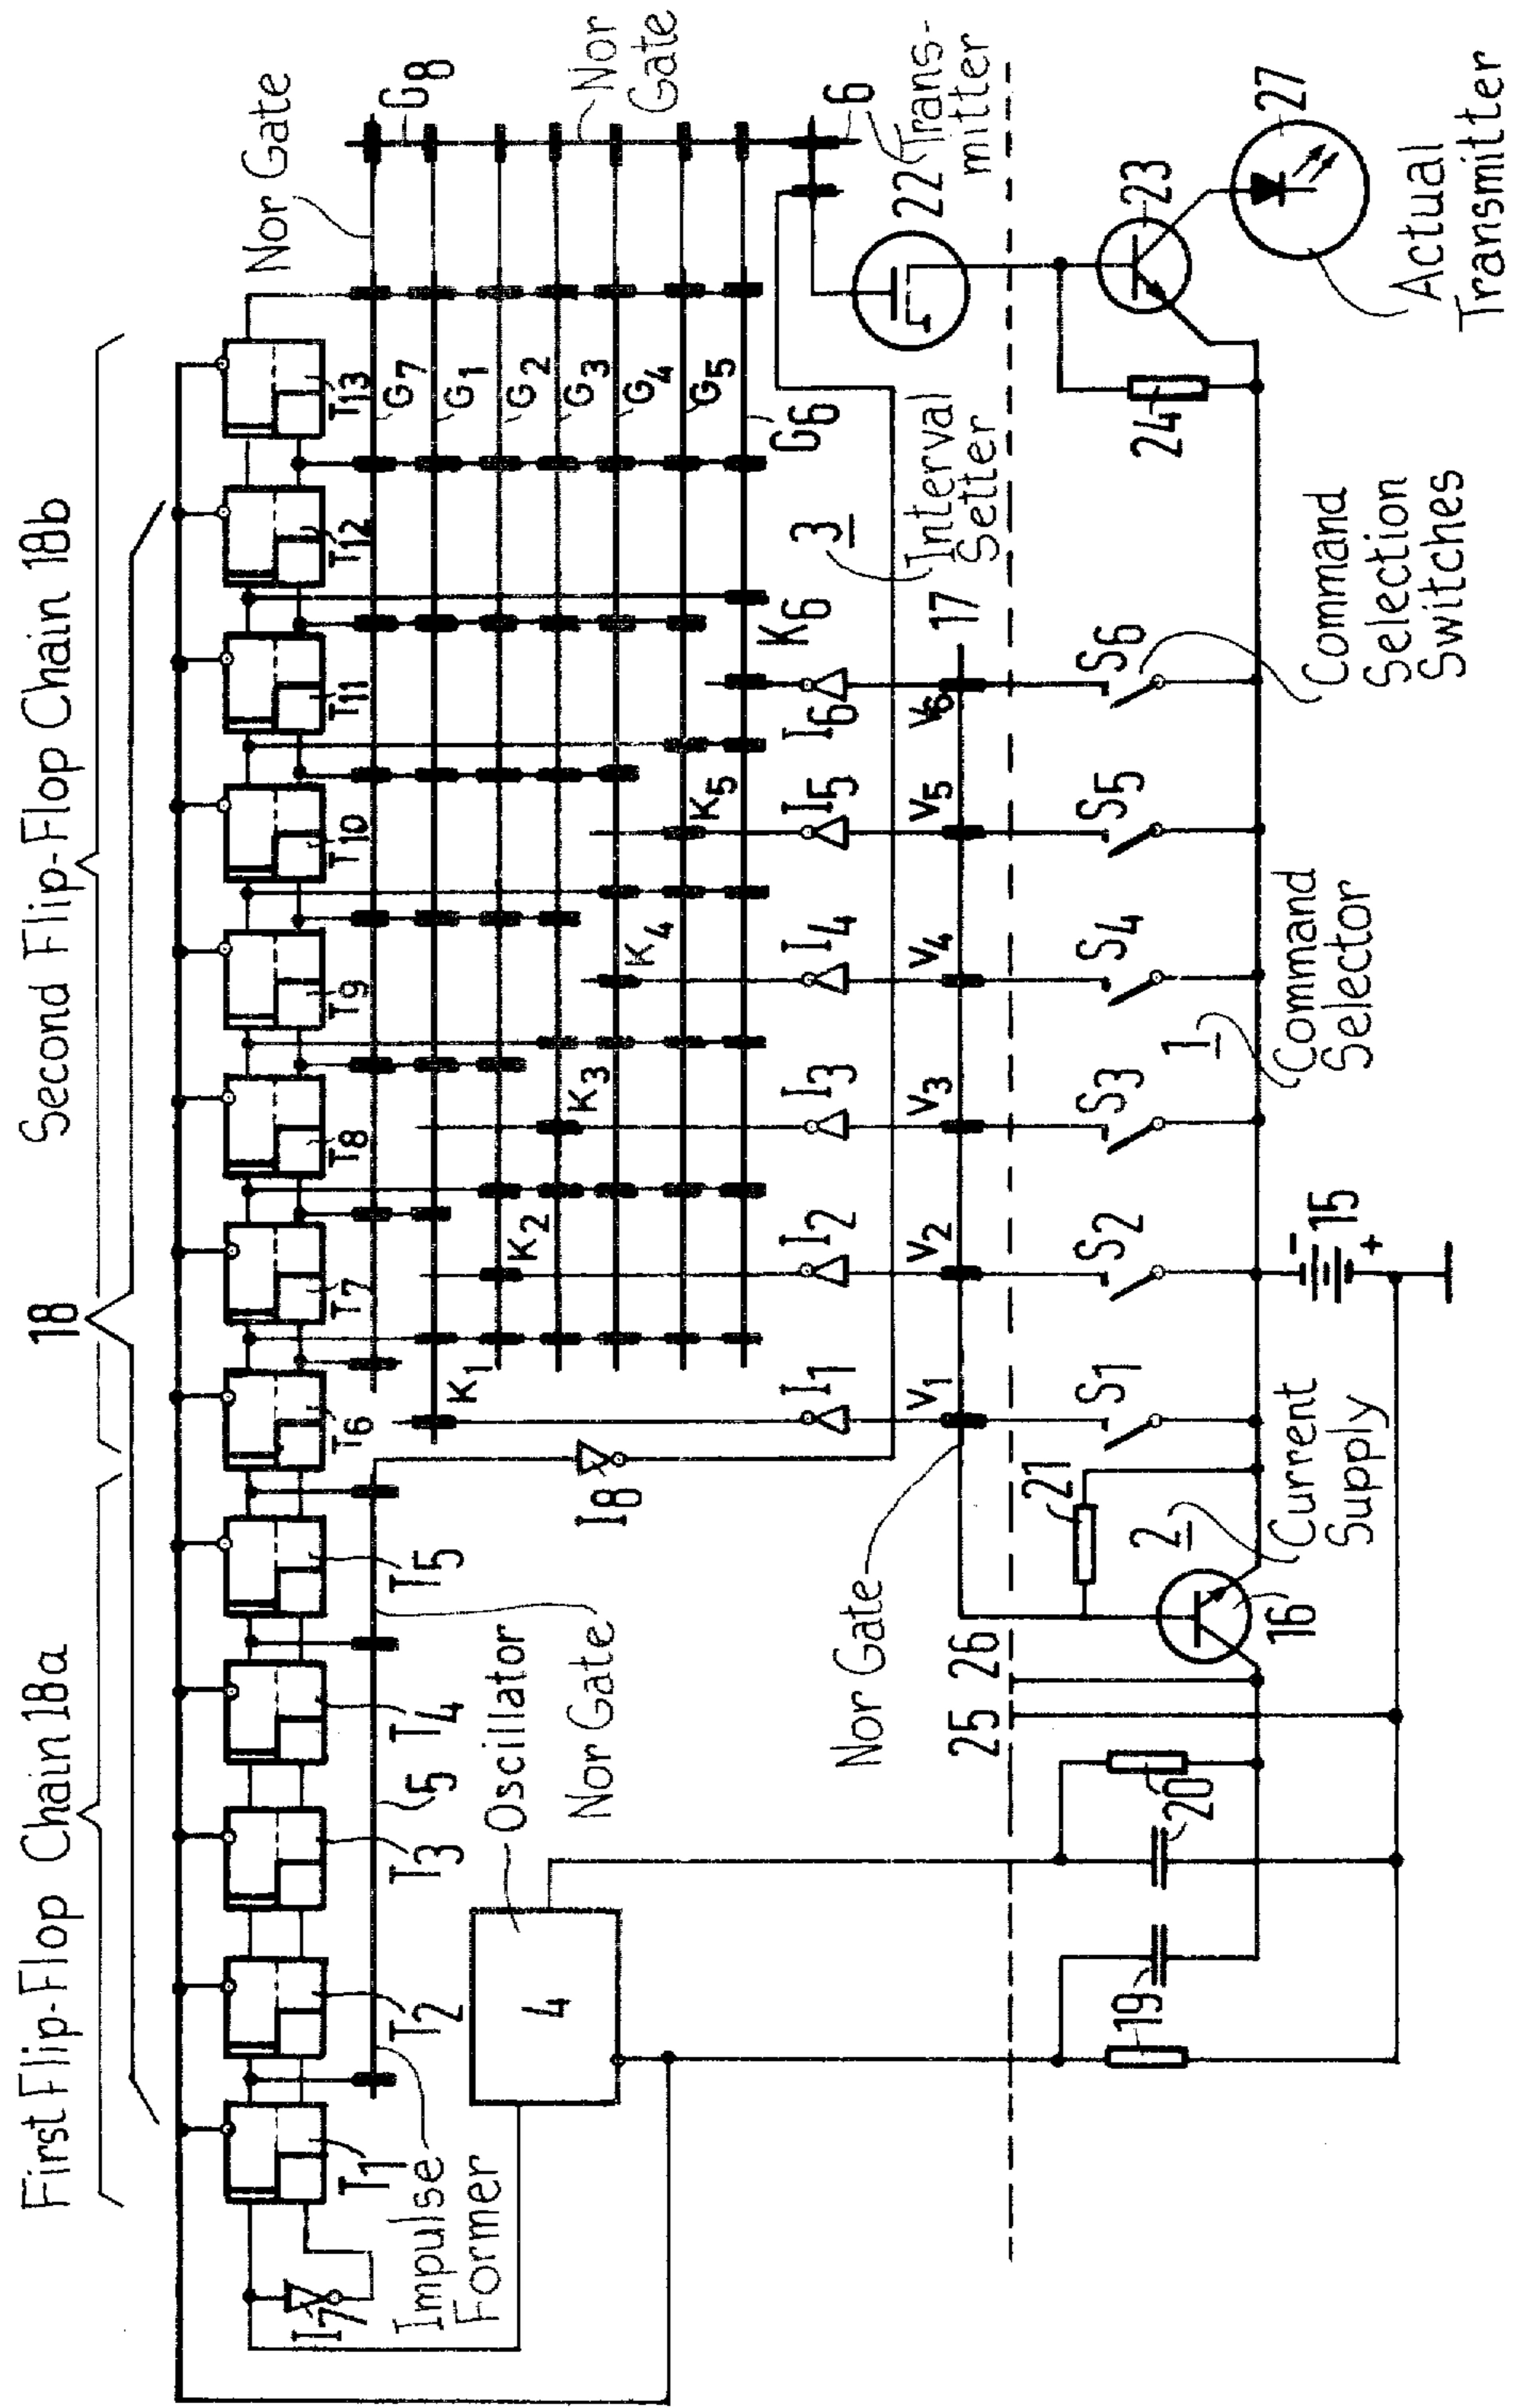 First Flip-Flop Chain 18a
Second Flip-Flop Chain 18b
18
T1
T2
T3
T4
T5
T6
T7
T8
T9
T10
T11
T12
T13
I7
Impulse
Former
5
Nor Gate
Oscillator
4
I8
Nor Gate
G8
Nor
Gate
G7
G1
G2
G3
G4
G5
G6
K1
K2
K3
K4
K5
K6
I1
I2
I3
I4
I5
I6
3
Interval
Setter
6
22
Trans-
mitter
Nor Gate
V1
V2
V3
V4
V5
V6
17
25
26
21
S1
S2
S3
S4
S5
S6
23
24
27
Actual
Transmitter
19
20
16
2
Current
Supply
-
15
+
1
Command
Selector
Command
Selection
Switches